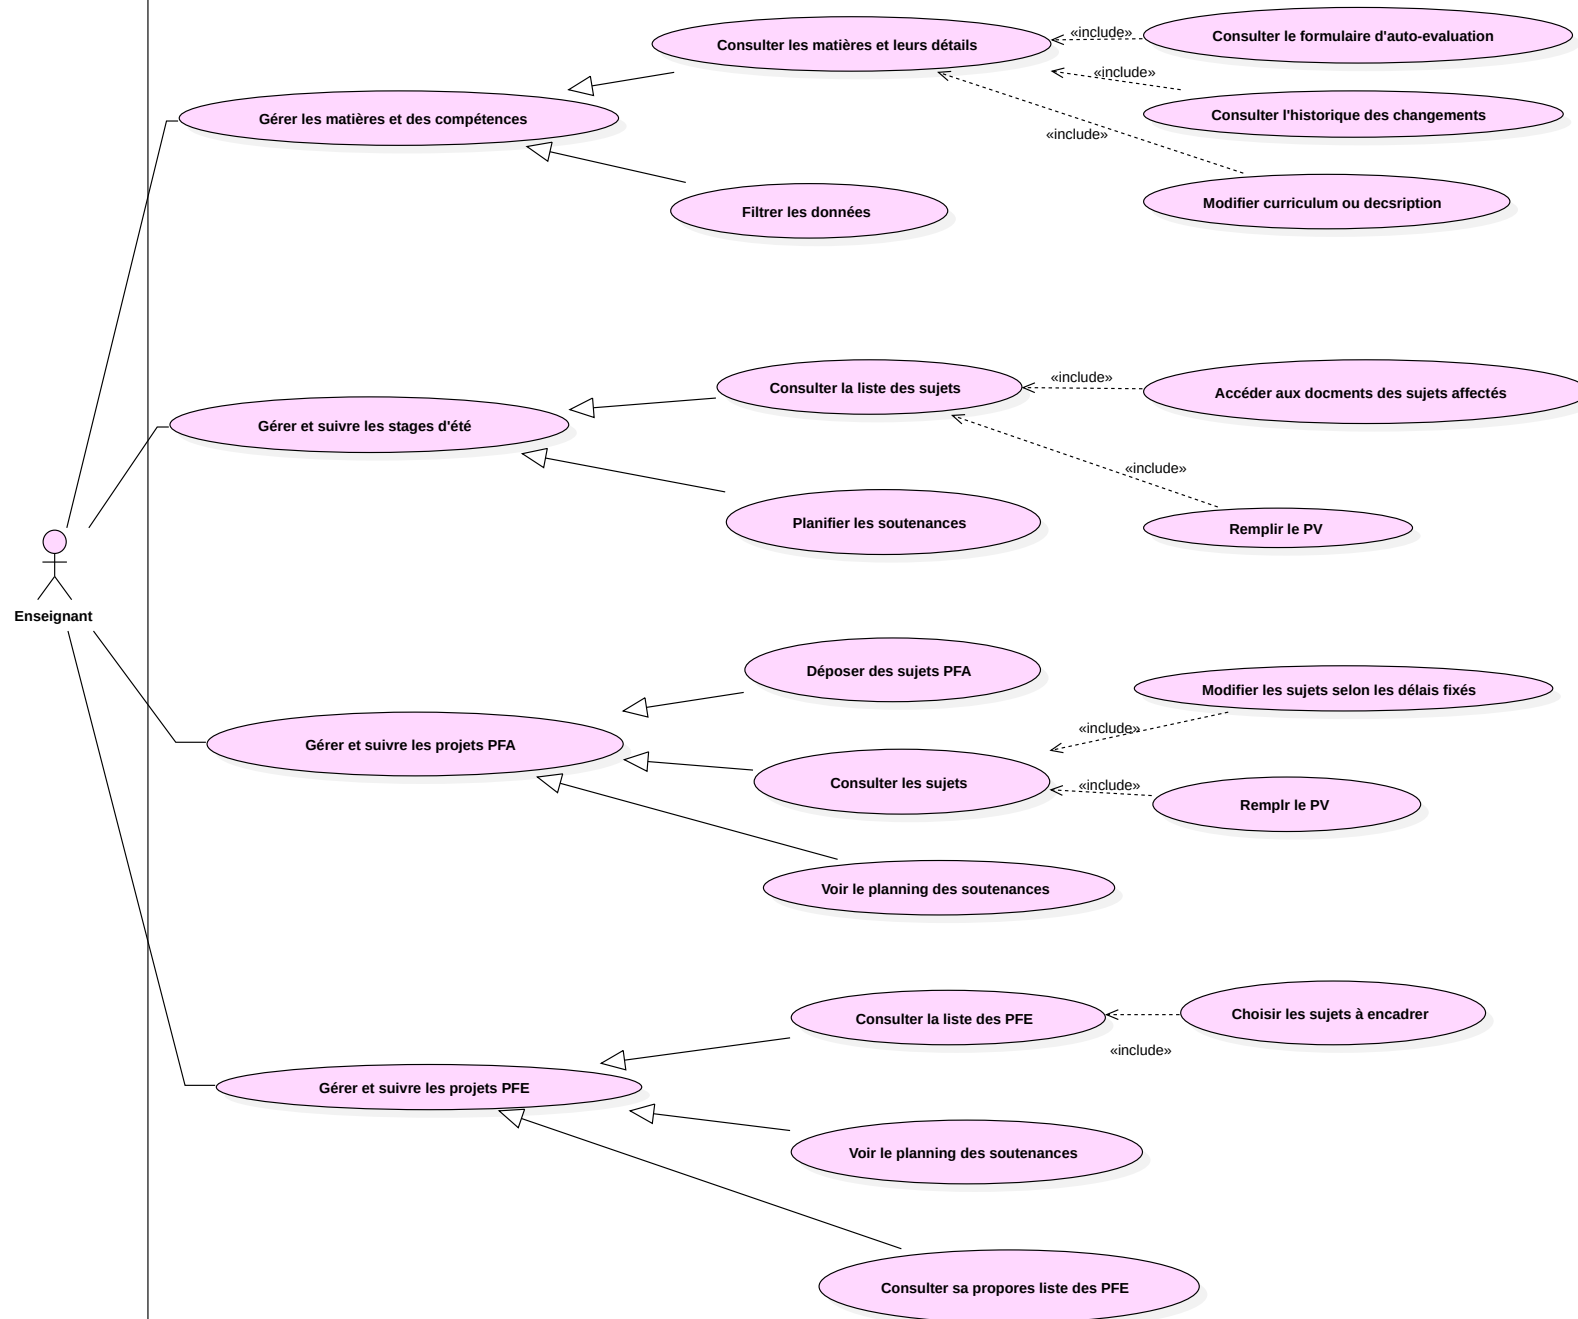 Consulter les matières et leurs détails
«include»
Consulter le formulaire d'auto-evaluation
«include»
Gérer les matières et des compétences
Consulter l'historique des changements
«include»
Filtrer les données
Modifier curriculum ou decsription
Consulter la liste des sujets
«include»
Accéder aux docments des sujets affectés
Gérer et suivre les stages d'été
«include»
Planifier les soutenances
Remplir le PV
Enseignant
Déposer des sujets PFA
Modifier les sujets selon les délais fixés
«include»
Gérer et suivre les projets PFA
Consulter les sujets
«include»
Remplr le PV
Voir le planning des soutenances
Consulter la liste des PFE
Choisir les sujets à encadrer
«include»
Gérer et suivre les projets PFE
Voir le planning des soutenances
Consulter sa propores liste des PFE